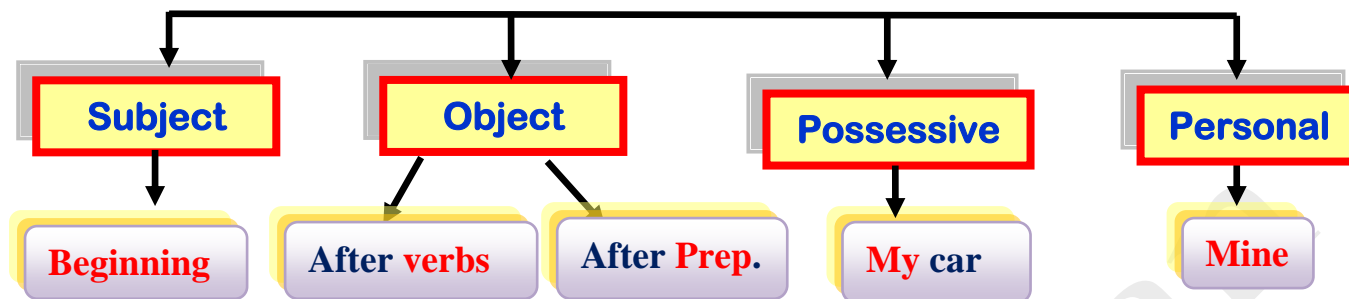 Subject
Object
Possessive
Personal
Beginning
After verbs
After Prep.
My car
Mine